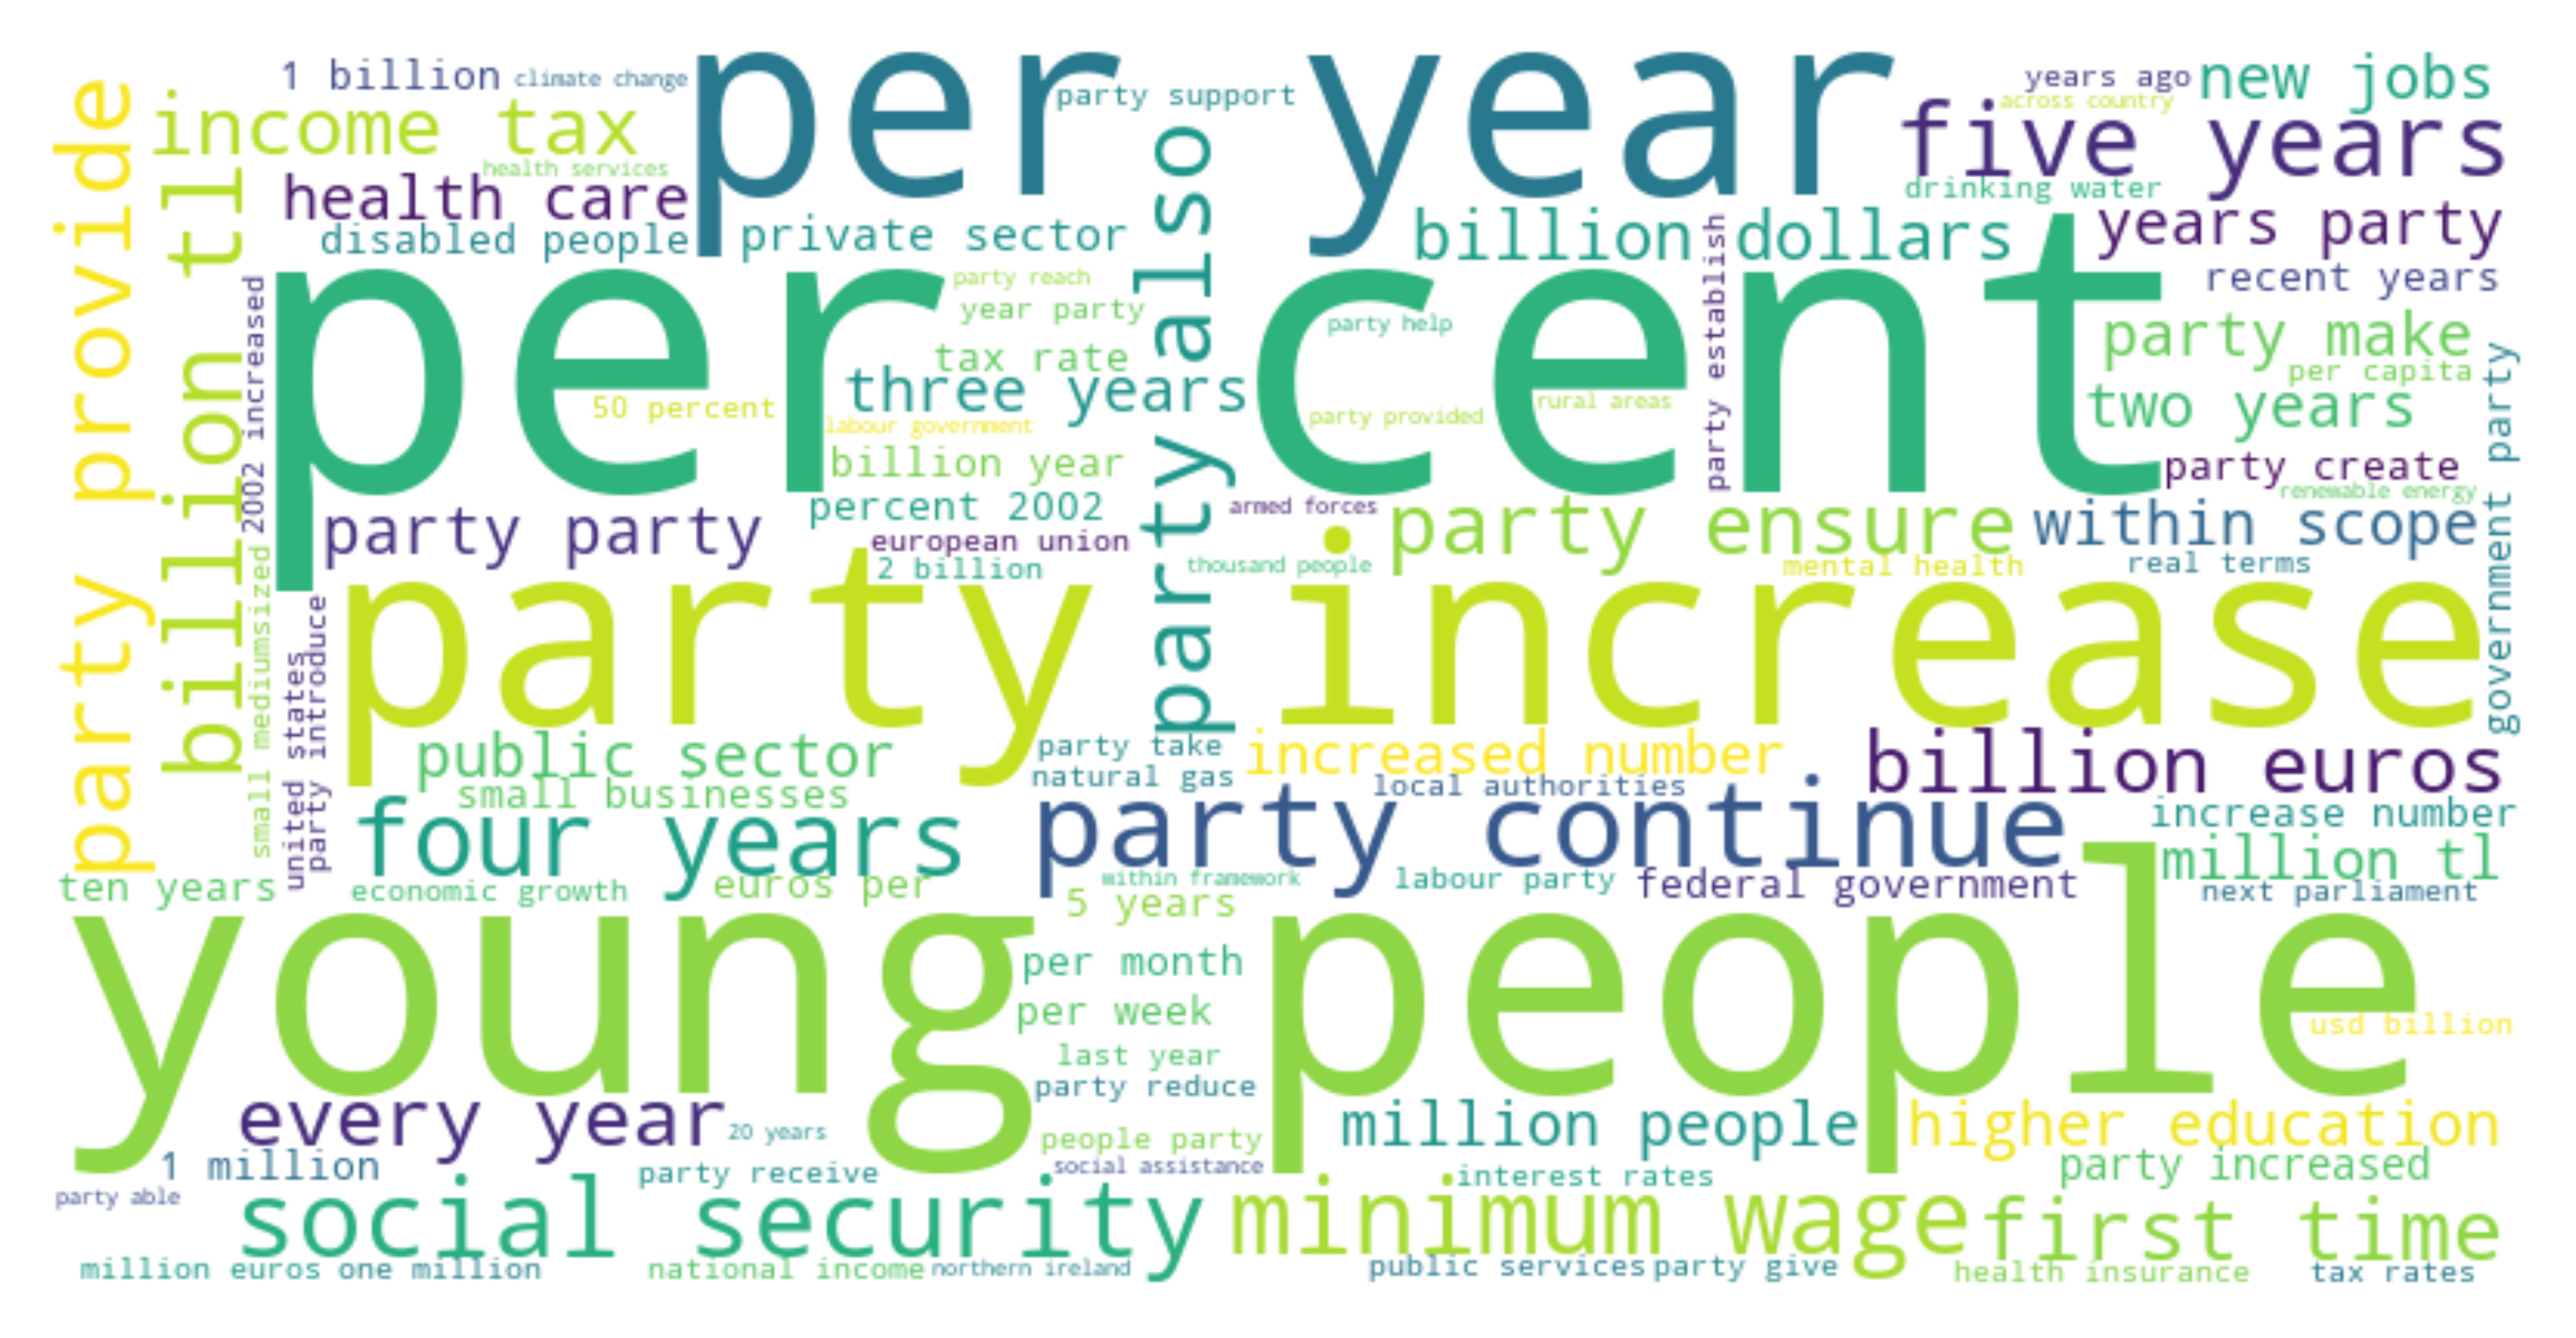 1 billion
climate change
per year
party support
years ago
new jobs
across country
income tax
five years
health services
health care
drinking water
disabled people
private sector
billion dollars
years party
party provide
billion tl
party also
party establish
recent years
per cent
party reach
year party
party help
party make
tax rate
per capita
three years
50 percent
labour government
party provided
rural areas
two years
government party
2002 increased
billion year
party create
percent 2002
armed forces
renewable energy
party party
party ensure
within scope
european union
2 billion
thousand people
mental health
real terms
small mediumsized
united states
party introduce
party increase
public sector
party take
increased number
billion euros
natural gas
local authorities
small businesses
four years
party continue
increase number
million tl
ten years
economic growth
euros per
within framework
labour party
federal government
next parliament
5 years
young people
per month
per week
usd billion
last year
party reduce
every year
20 years
people party
million people
higher education
1 million
party receive
social assistance
interest rates
party increased
party able
social security
minimum wage
first time
million euros
one million
national income
northern ireland
public services
party give
health insurance
tax rates